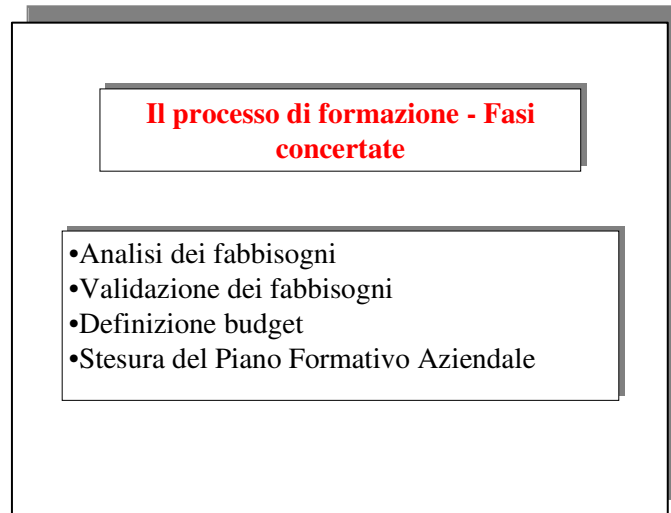 Il processo di formazione - Fasi
concertate
•Analisi dei fabbisogni
•Validazione dei fabbisogni
•Definizione budget
•Stesura del Piano Formativo Aziendale